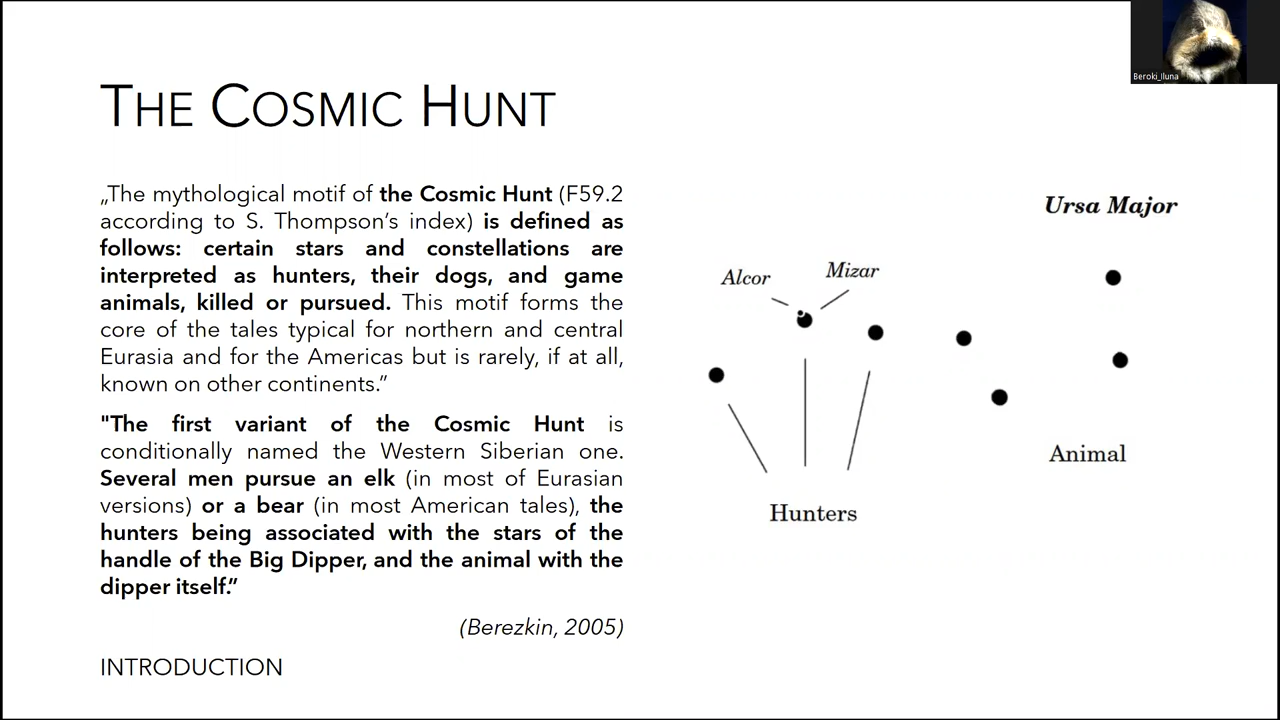 Beroki_Iluna
THE COSMIC HUNT
„The mythological motif of the Cosmic Hunt (F59.2
according to S. Thompson’s index) is defined as
follows: certain stars and constellations are
interpreted as hunters, their dogs, and game
animals, killed or pursued. This motif forms the
core of the tales typical for northern and central
Eurasia and for the Americas but is rarely, if at all,
known on other continents.”
"The first variant of the Cosmic Hunt is
conditionally named the Western Siberian one.
Several men pursue an elk (in most of Eurasian
versions) or a bear (in most American tales), the
hunters being associated with the stars of the
handle of the Big Dipper, and the animal with the
dipper itself.”
(Berezkin, 2005)
INTRODUCTION
Ursa Major
Alcor
Mizar
Animal
Hunters